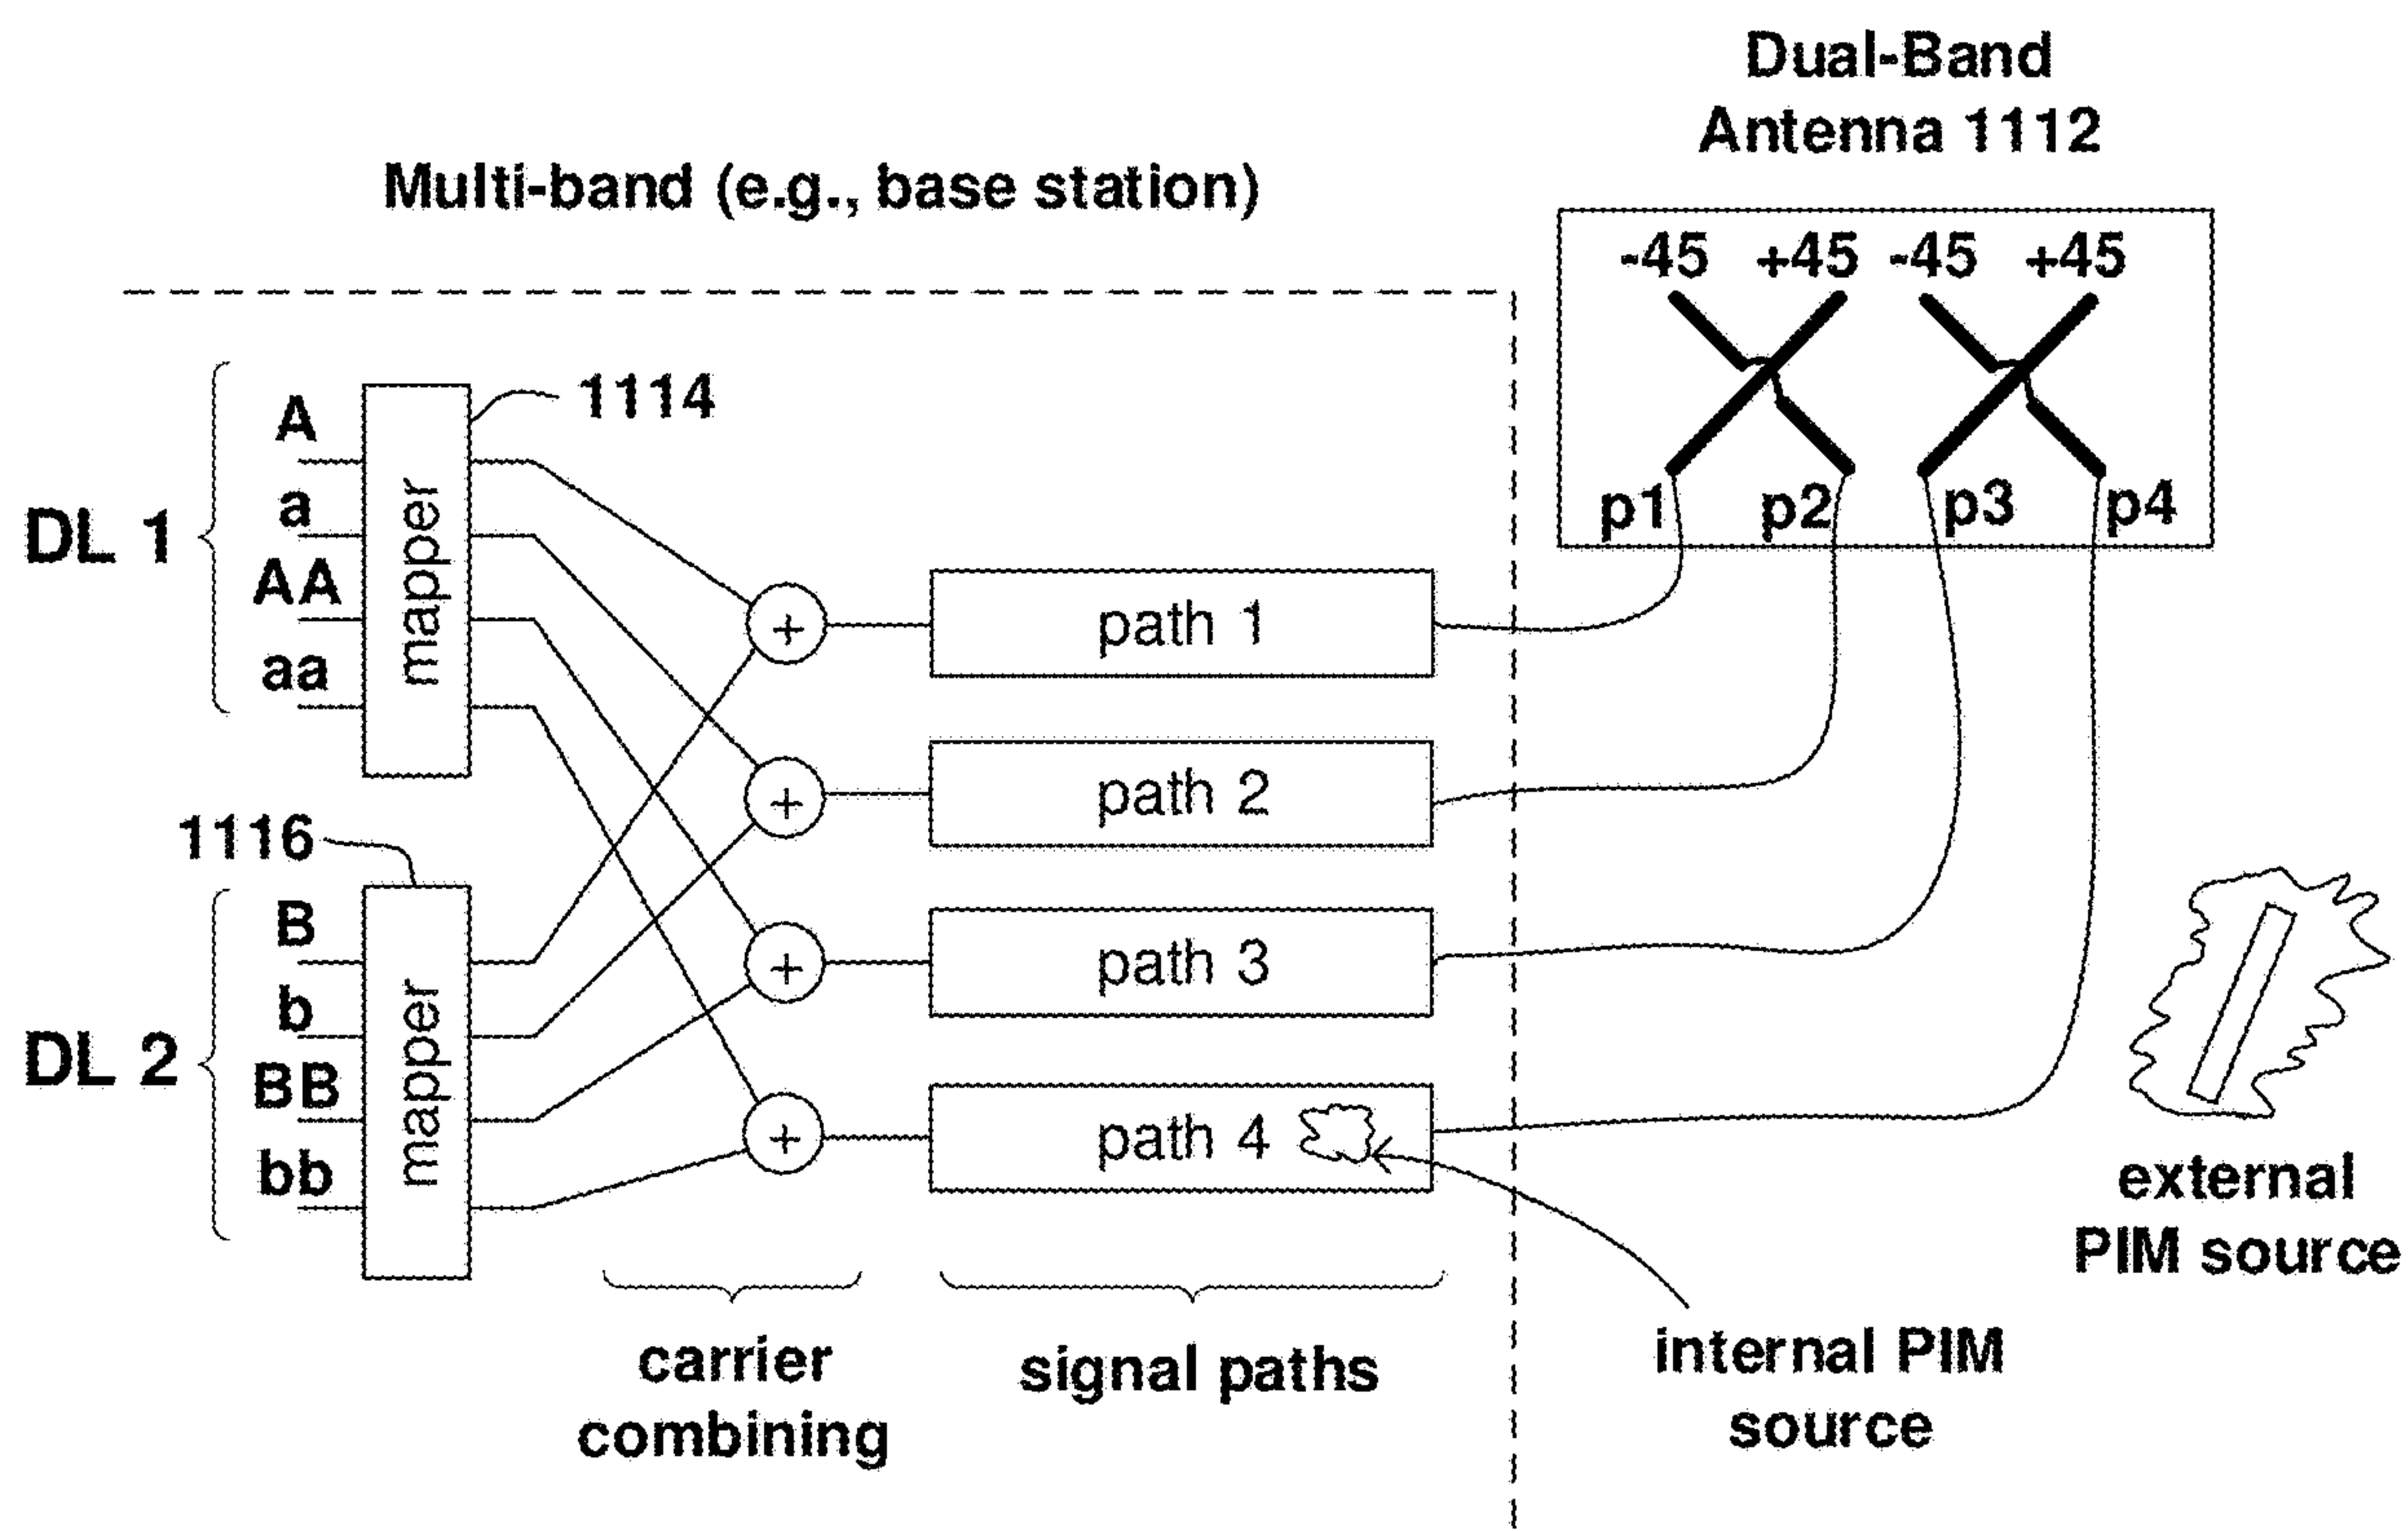 Dual-Band
Antenna 1112
Multi-band (e.g., base station)
-45 +45 -45 +45
p1 p2 p3 p4
1114
DL 1
A
a
AA
aa
mapper
1116
DL 2
B
b
BB
bb
mapper
+
+
+
+
path 1
path 2
path 3
path 4
carrier
combining
signal paths
internal PIM
source
external
PIM source